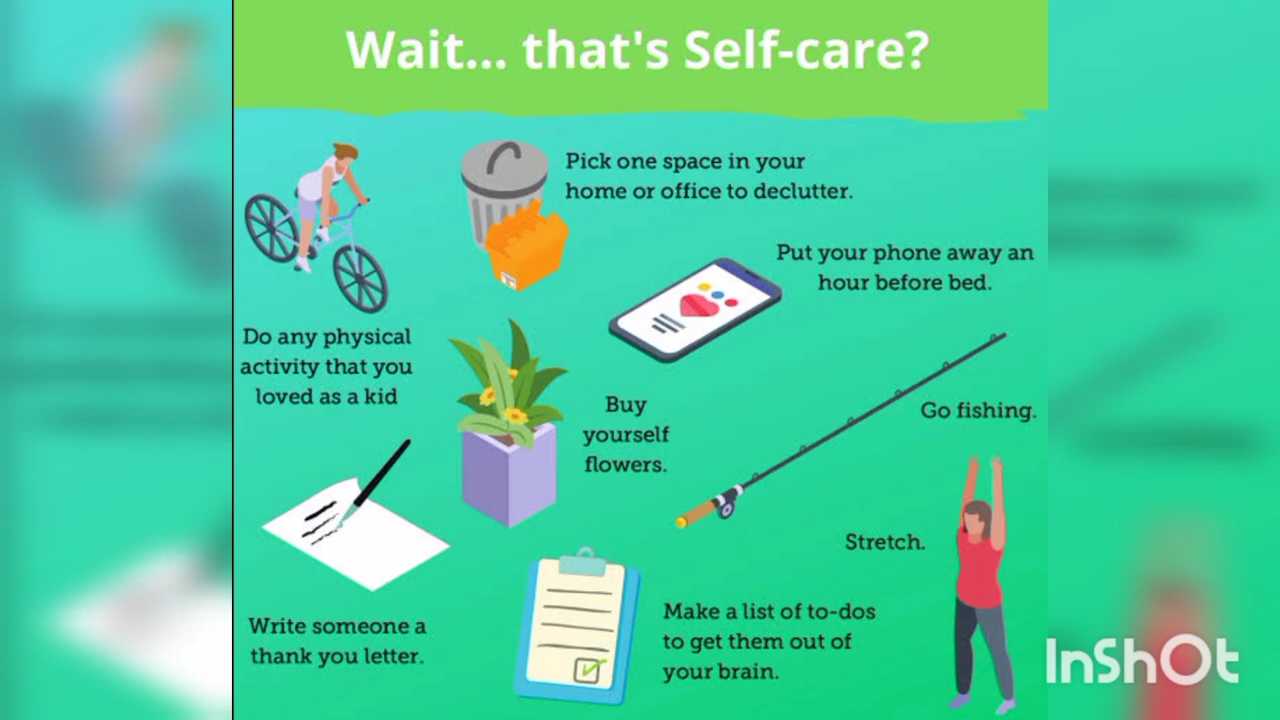 Wait... that's Self-care?
Pick one space in your
home or office to declutter.
Put your phone away an
hour before bed.
Do any physical
activity that you
loved as a kid
Buy
yourself
flowers.
Go fishing.
Stretch.
Write someone a
thank you letter.
Make a list of to-dos
to get them out of
your brain.
InShOt